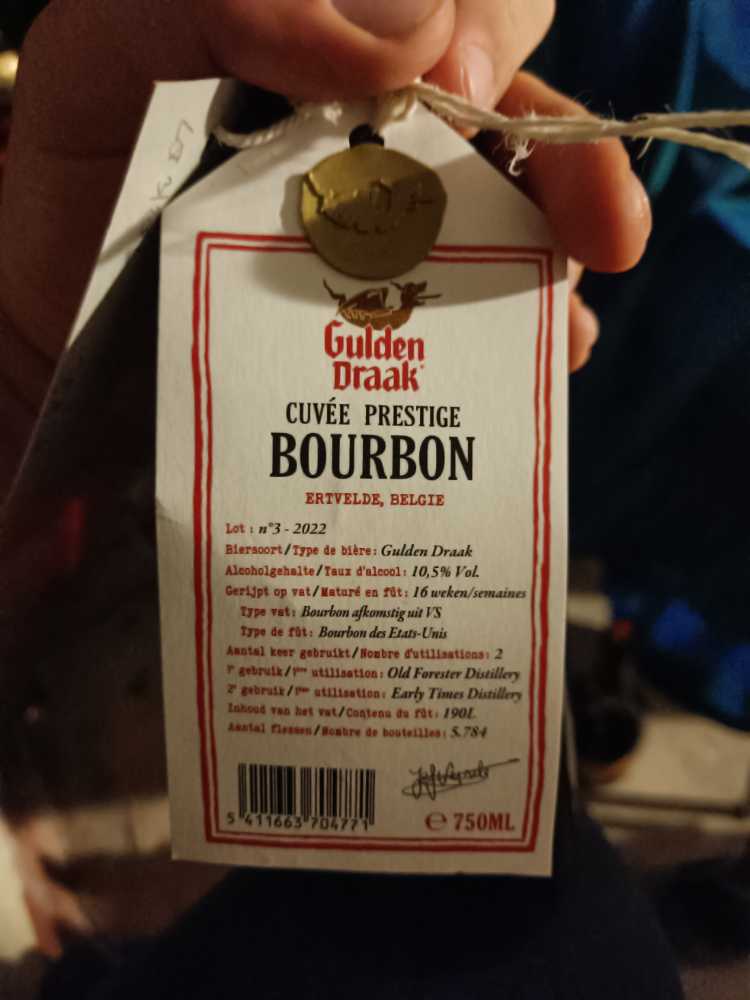 Gulden
Draak
CUVÉE PRESTIGE
BOURBON
ERTVELDE, BELGIE
Lot : n°3 - 2022
Biersoort/Type de bière: Gulden Draak
Alcoholgehalte/Taux d'alcool: 10,5% Vol.
Gerijpt op vat/Maturé en fût: 16 weken/semaines
Type vat: Bourbon afkomstig uit VS
Type de fût: Bourbon des Etats-Unis
Aantal keer gebruikt/Nombre d'utilisations: 2
1e gebruik/1ère utilisation: Old Forester Distillery
2e gebruik/2ème utilisation: Early Times Distillery
Inhoud van het vat/Contenu du fût: 190L
Aantal flessen/Nombre de bouteilles: 5.784
5 411663 704771
℮ 750ML